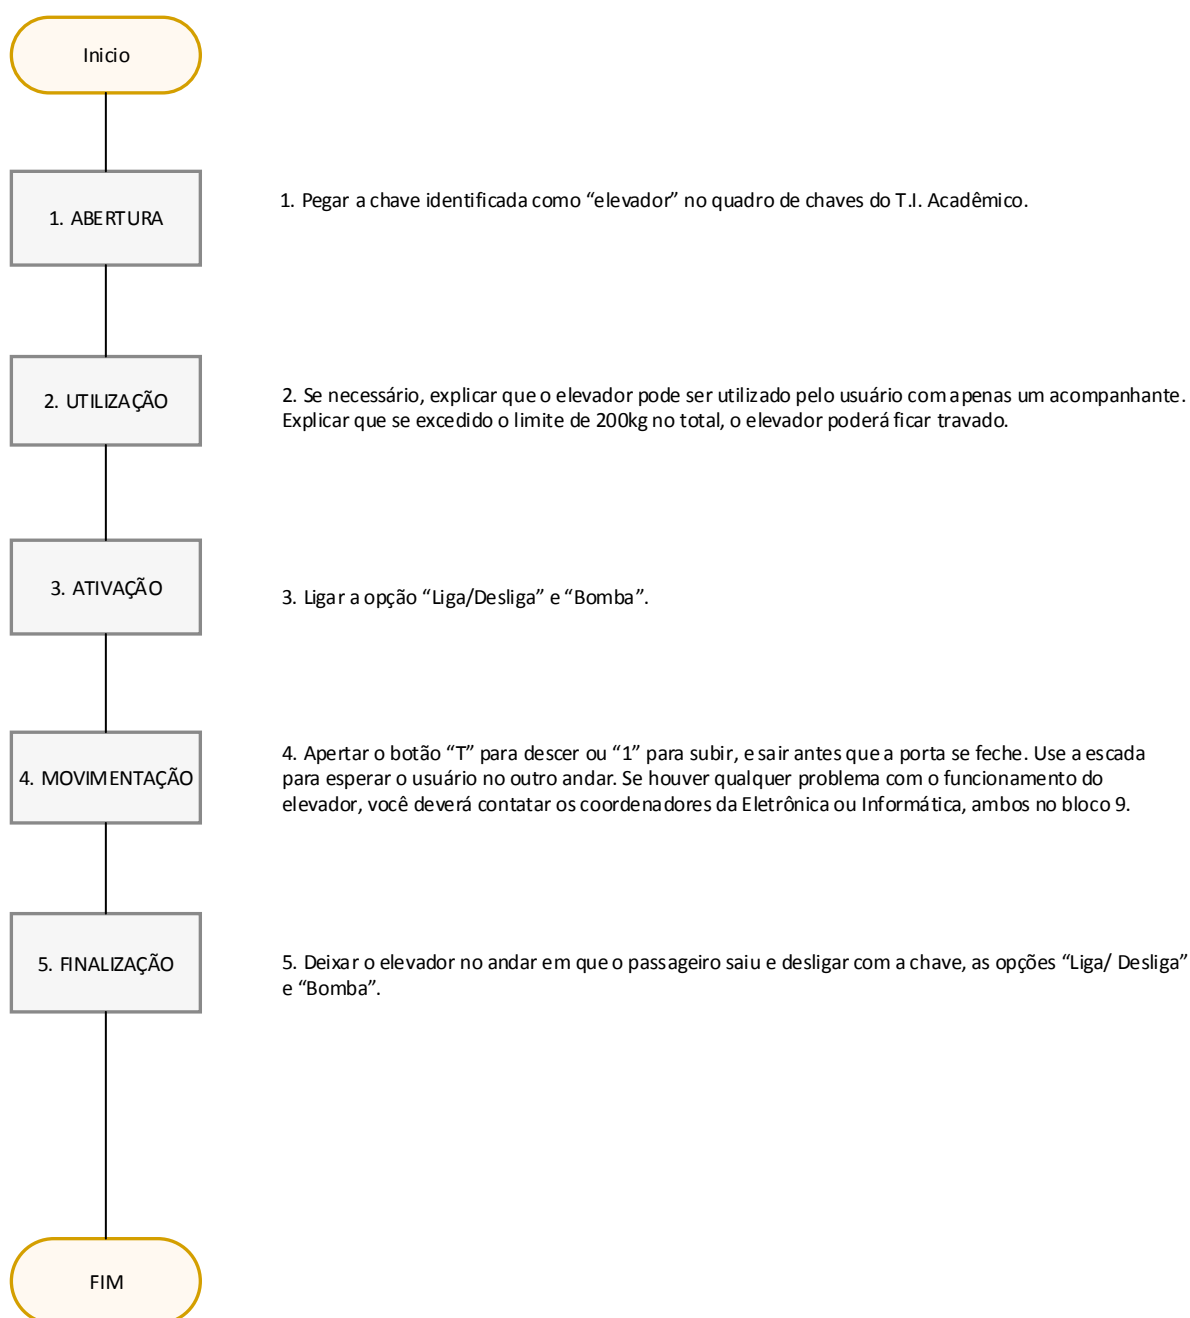 Inicio
1. ABERTURA
1. Pegar a chave identificada como “elevador” no quadro de chaves do T.I. Acadêmico.
2. UTILIZAÇÃO
2. Se necessário, explicar que o elevador pode ser utilizado pelo usuário com apenas um acompanhante.
Explicar que se excedido o limite de 200kg no total, o elevador poderá ficar travado.
3. ATIVAÇÃO
3. Ligar a opção “Liga/Desliga” e “Bomba”.
4. MOVIMENTAÇÃO
4. Apertar o botão “T” para descer ou “1” para subir, e sair antes que a porta se feche. Use a escada
para esperar o usuário no outro andar. Se houver qualquer problema com o funcionamento do
elevador, você deverá contatar os coordenadores da Eletrônica ou Informática, ambos no bloco 9.
5. FINALIZAÇÃO
5. Deixar o elevador no andar em que o passageiro saiu e desligar com a chave, as opções “Liga/ Desliga”
e “Bomba”.
FIM